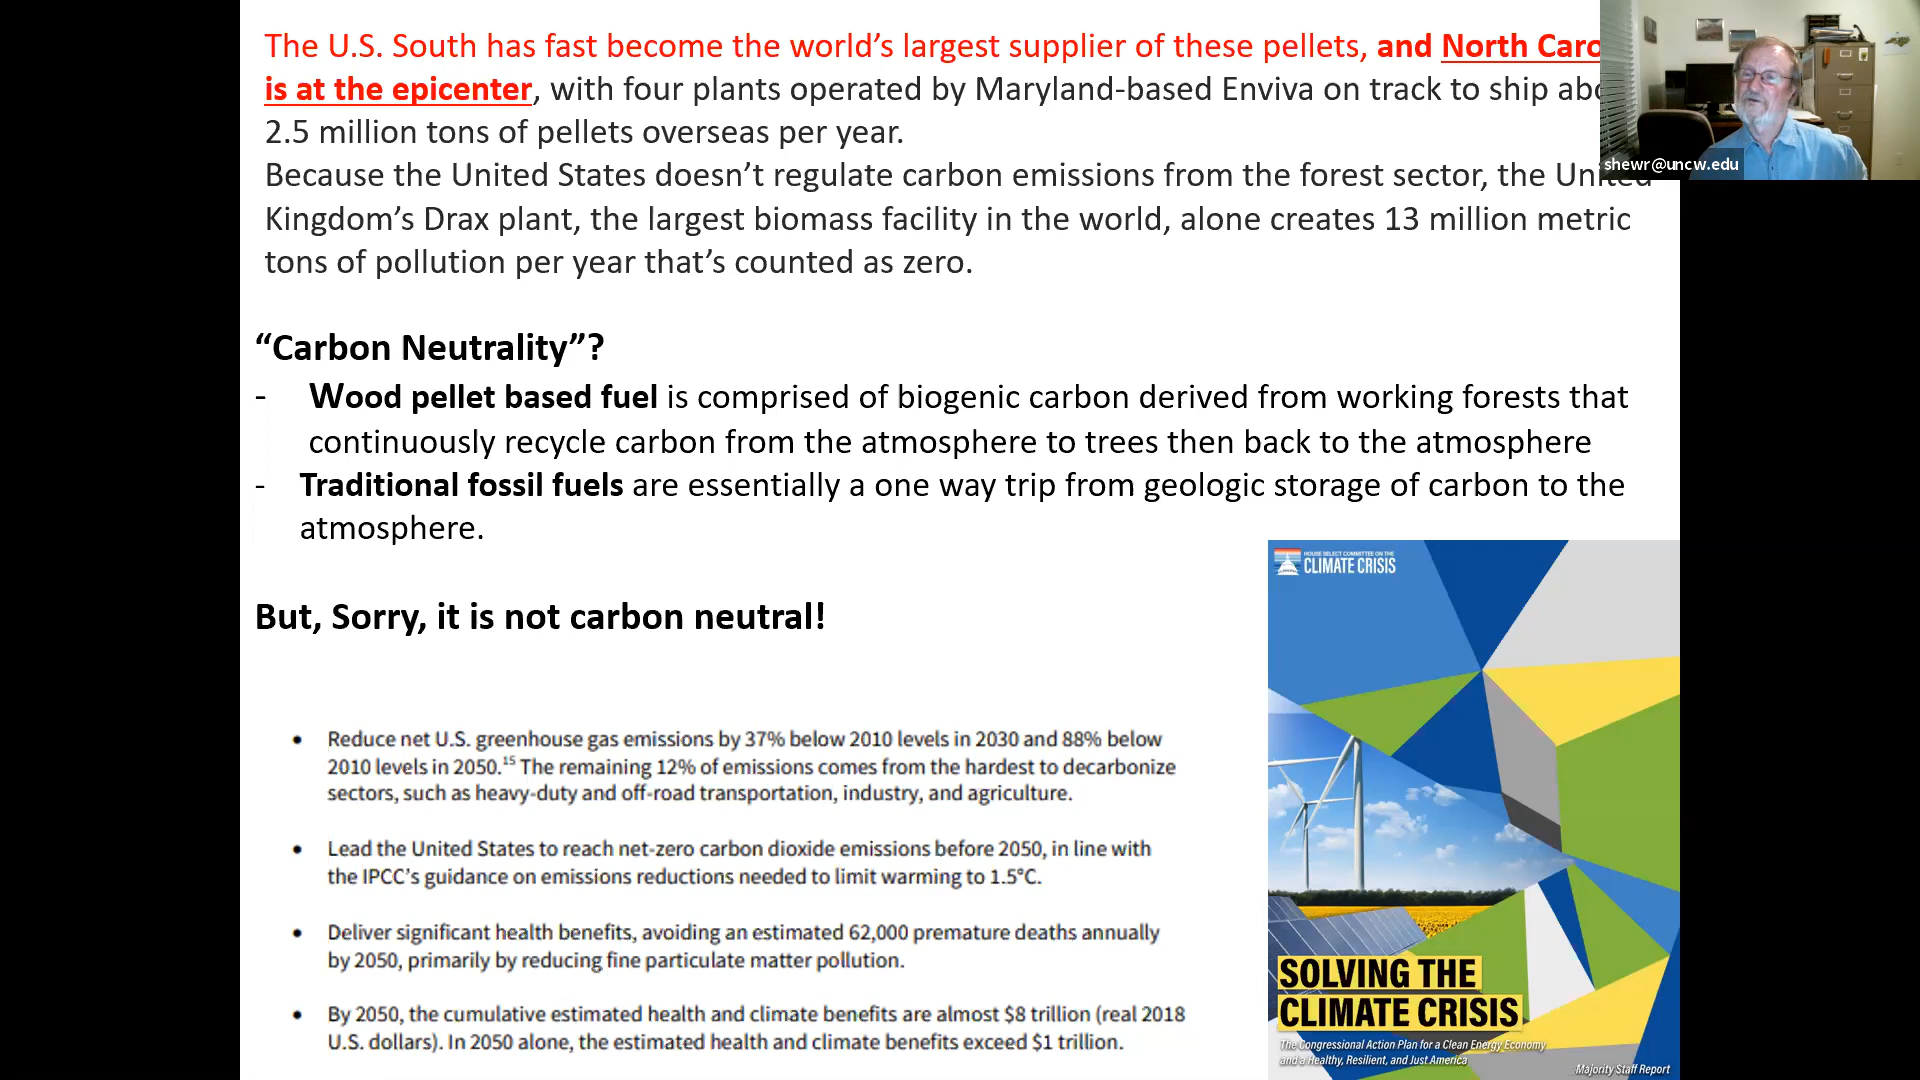 The U.S. South has fast become the world’s largest supplier of these pellets, and North Caro
is at the epicenter, with four plants operated by Maryland-based Enviva on track to ship abo
2.5 million tons of pellets overseas per year.
Because the United States doesn’t regulate carbon emissions from the forest sector, the United
Kingdom’s Drax plant, the largest biomass facility in the world, alone creates 13 million metric
tons of pollution per year that’s counted as zero.
shewr@uncw.edu
“Carbon Neutrality”?
- Wood pellet based fuel is comprised of biogenic carbon derived from working forests that
continuously recycle carbon from the atmosphere to trees then back to the atmosphere
- Traditional fossil fuels are essentially a one way trip from geologic storage of carbon to the
atmosphere.
But, Sorry, it is not carbon neutral!
• Reduce net U.S. greenhouse gas emissions by 37% below 2010 levels in 2030 and 88% below
2010 levels in 2050.15 The remaining 12% of emissions comes from the hardest to decarbonize
sectors, such as heavy-duty and off-road transportation, industry, and agriculture.
• Lead the United States to reach net-zero carbon dioxide emissions before 2050, in line with
the IPCC’s guidance on emissions reductions needed to limit warming to 1.5°C.
• Deliver significant health benefits, avoiding an estimated 62,000 premature deaths annually
by 2050, primarily by reducing fine particulate matter pollution.
• By 2050, the cumulative estimated health and climate benefits are almost $8 trillion (real 2018
U.S. dollars). In 2050 alone, the estimated health and climate benefits exceed $1 trillion.
HOUSE SELECT COMMITTEE ON THE
CLIMATE CRISIS
SOLVING THE
CLIMATE CRISIS
The Congressional Action Plan for a Clean Energy Economy
and a Healthy, Resilient, and Just America
Majority Staff Report